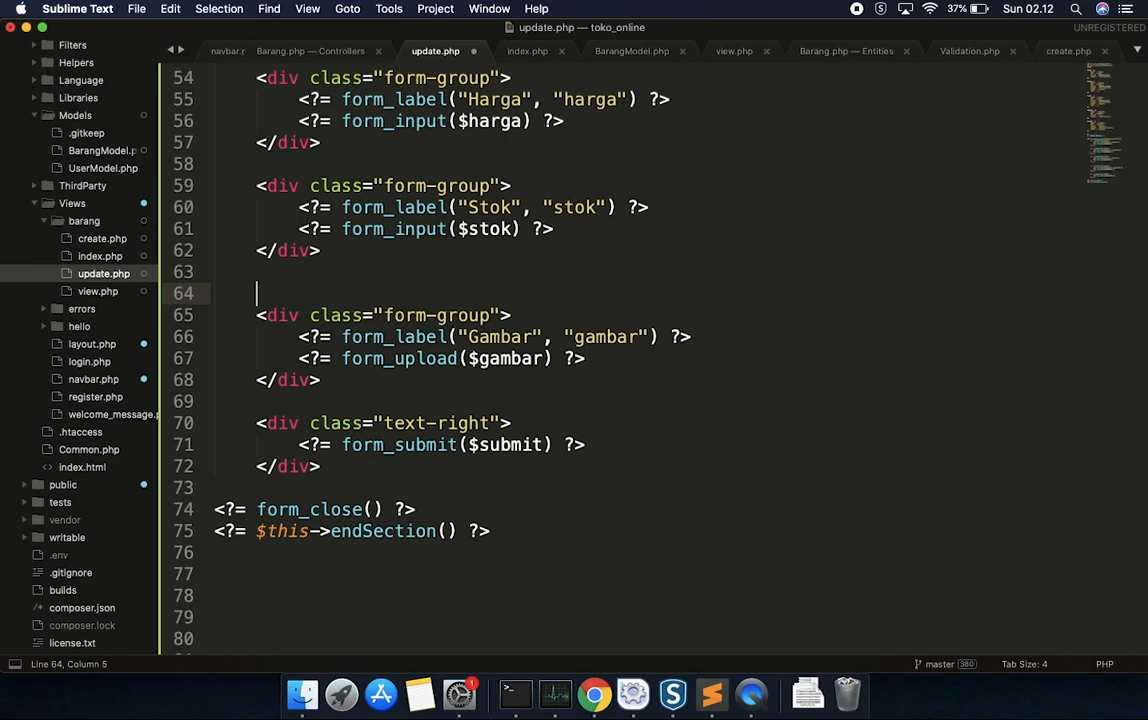 Sublime Text File Edit Selection Find View Goto Tools Project Window Help 37% Sun 02.12
update.php — toko_online UNREGISTERED
navbar.p Barang.php — Controllers update.php index.php BarangModel.php view.php Barang.php — Entities Validation.php create.php
Filters
Helpers
Language
Libraries
Models
.gitkeep
BarangModel.p
UserModel.php
ThirdParty
Views
barang
create.php
index.php
update.php
view.php
errors
hello
layout.php
login.php
navbar.php
register.php
welcome_message.p
.htaccess
Common.php
index.html
public
tests
vendor
writable
.env
.gitignore
builds
composer.json
composer.lock
license.txt
54 <div class="form-group">
55 <?= form_label("Harga", "harga") ?>
56 <?= form_input($harga) ?>
57 </div>
58
59 <div class="form-group">
60 <?= form_label("Stok", "stok") ?>
61 <?= form_input($stok) ?>
62 </div>
63
64
65 <div class="form-group">
66 <?= form_label("Gambar", "gambar") ?>
67 <?= form_upload($gambar) ?>
68 </div>
69
70 <div class="text-right">
71 <?= form_submit($submit) ?>
72 </div>
73
74 <?= form_close() ?>
75 <?= $this->endSection() ?>
76
77
78
79
80
Line 64, Column 5 master 380 Tab Size: 4 PHP
1